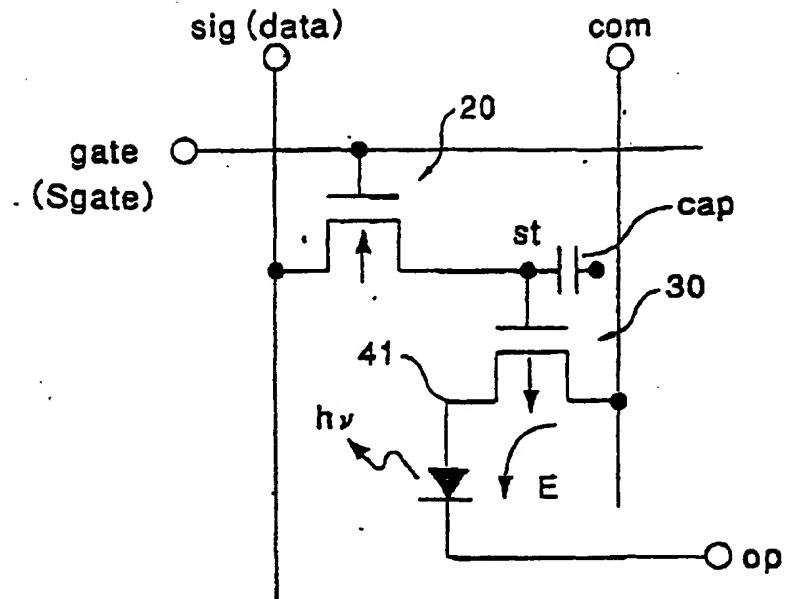 sig (data)
com
20
gate
(Sgate)
cap
st
30
41
hν
E
op